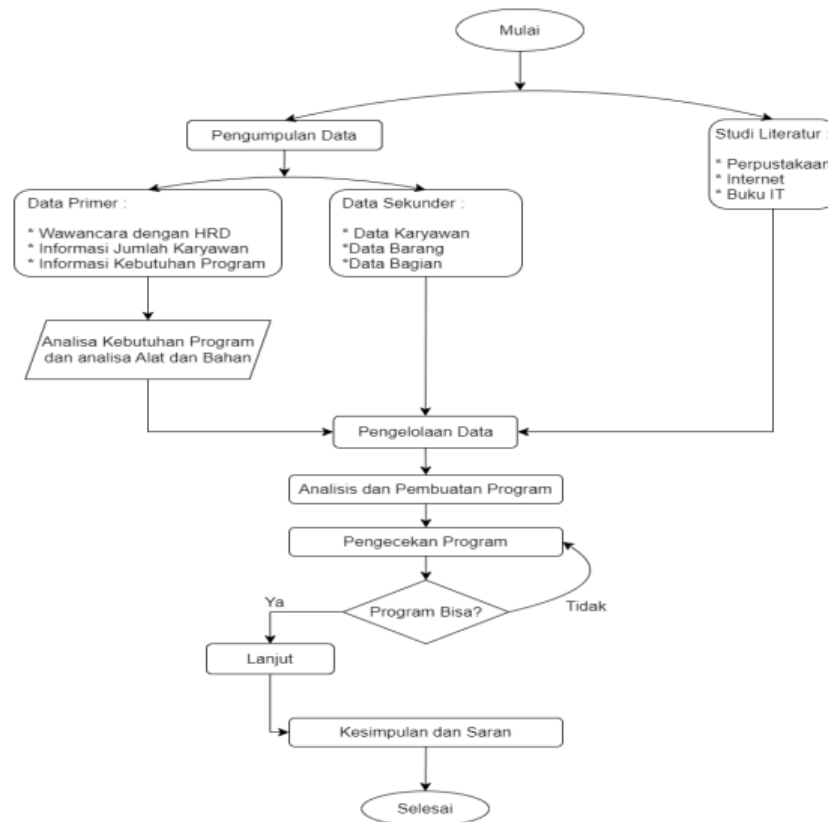 Mulai
Pengumpulan Data
Studi Literatur :
* Perpustakaan
* Internet
* Buku IT
Data Primer :
* Wawancara dengan HRD
* Informasi Jumlah Karyawan
* Informasi Kebutuhan Program
Data Sekunder :
* Data Karyawan
*Data Barang
*Data Bagian
Analisa Kebutuhan Program
dan analisa Alat dan Bahan
Pengelolaan Data
Analisis dan Pembuatan Program
Pengecekan Program
Program Bisa?
Ya
Tidak
Lanjut
Kesimpulan dan Saran
Selesai